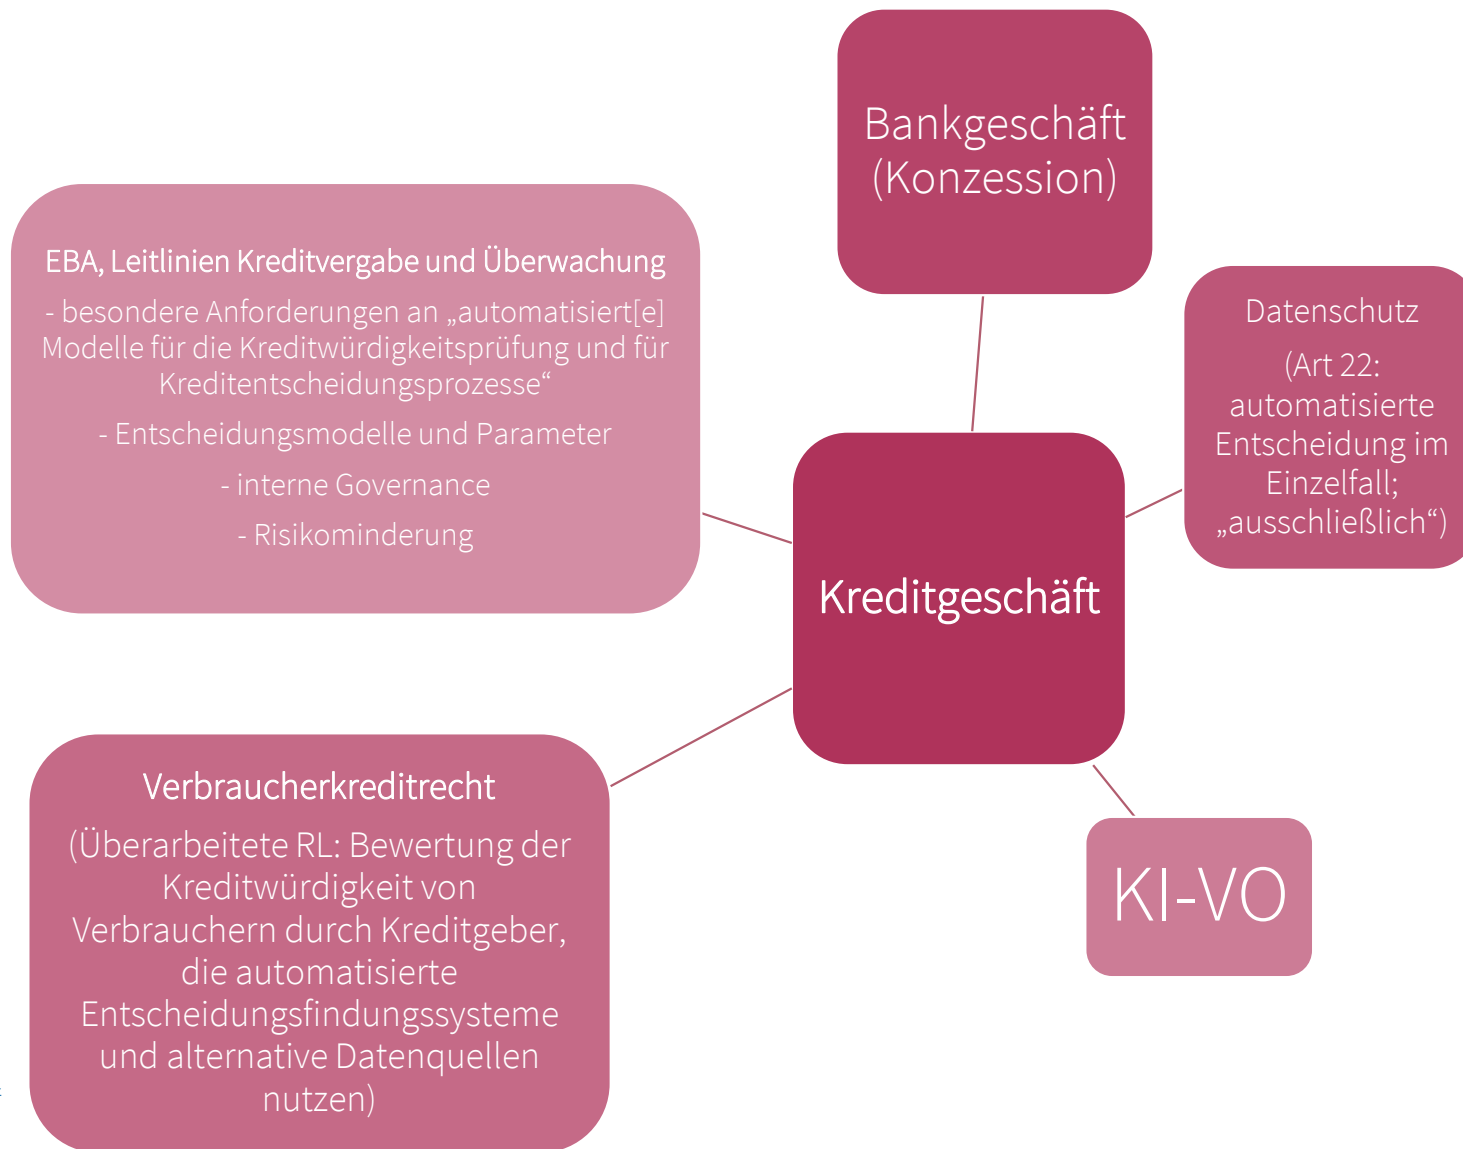 Bankgeschäft
(Konzession)
EBA, Leitlinien Kreditvergabe und Überwachung
- besondere Anforderungen an „automatisiert[e]
Modelle für die Kreditwürdigkeitsprüfung und für
Kreditentscheidungsprozesse“
- Entscheidungsmodelle und Parameter
- interne Governance
- Risikominderung
Datenschutz
(Art 22:
automatisierte
Entscheidung im
Einzelfall;
„ausschließlich“)
Kreditgeschäft
Verbraucherkreditrecht
(Überarbeitete RL: Bewertung der
Kreditwürdigkeit von
Verbrauchern durch Kreditgeber,
die automatisierte
Entscheidungsfindungssysteme
und alternative Datenquellen
nutzen)
KI-VO